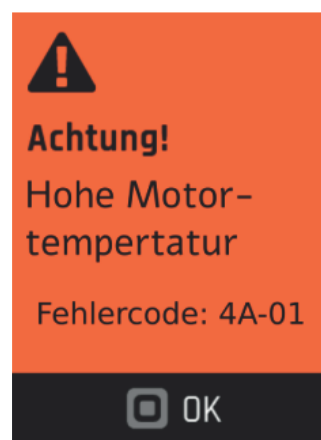 Achtung!
Hohe Motor-
tempertatur
Fehlercode: 4A-01
OK